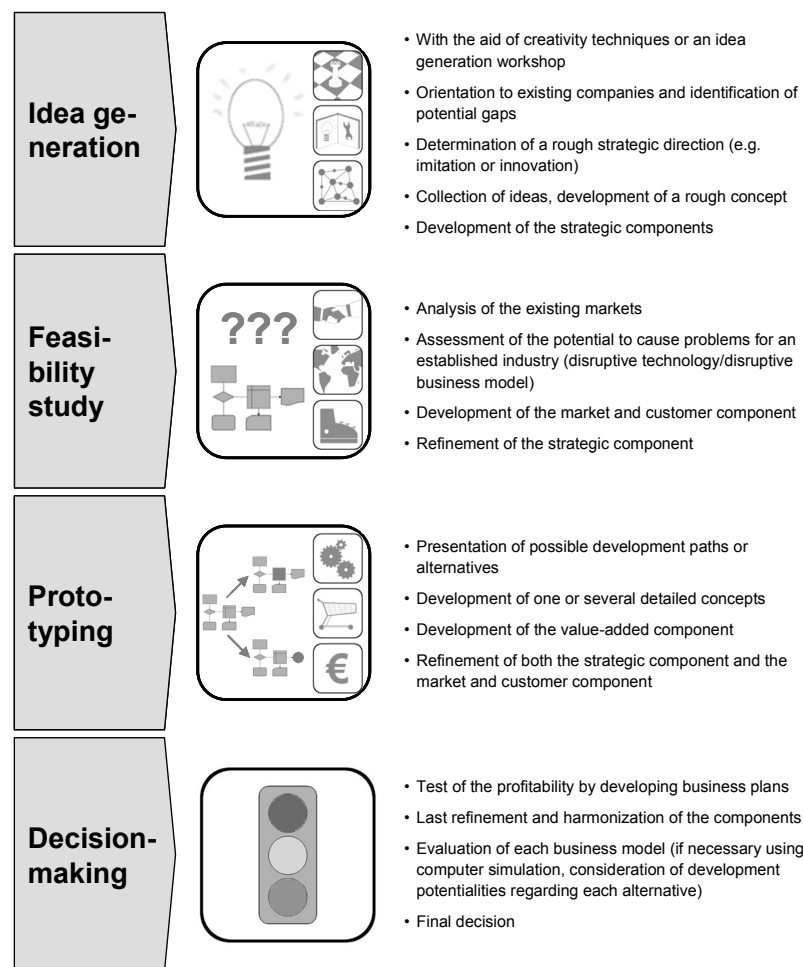 Idea ge-
neration
• With the aid of creativity techniques or an idea
generation workshop
• Orientation to existing companies and identification of
potential gaps
• Determination of a rough strategic direction (e.g.
imitation or innovation)
• Collection of ideas, development of a rough concept
• Development of the strategic components
Feasi-
bility
study
???
• Analysis of the existing markets
• Assessment of the potential to cause problems for an
established industry (disruptive technology/disruptive
business model)
• Development of the market and customer component
• Refinement of the strategic component
Proto-
typing
€
• Presentation of possible development paths or
alternatives
• Development of one or several detailed concepts
• Development of the value-added component
• Refinement of both the strategic component and the
market and customer component
Decision-
making
• Test of the profitability by developing business plans
• Last refinement and harmonization of the components
• Evaluation of each business model (if necessary using
computer simulation, consideration of development
potentialities regarding each alternative)
• Final decision